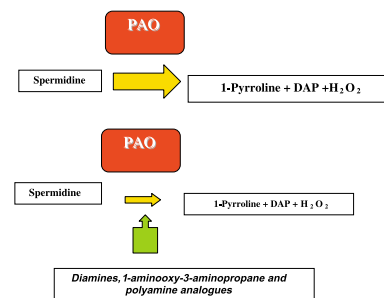 PAO
Spermidine
1-Pyrroline + DAP +H2O2
PAO
Spermidine
1-Pyrroline + DAP + H2O2
Diamines,1-aminooxy-3-aminopropane and
polyamine analogues